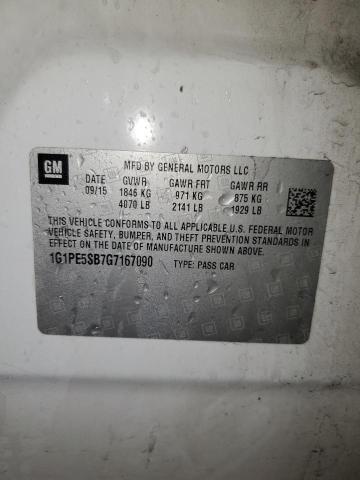 GM
MFD BY GENERAL MOTORS LLC
DATE GVWR GAWR FRT GAWR RR
09/15 1846 KG 971 KG 875 KG
4070 LB 2141 LB 1929 LB
THIS VEHICLE CONFORMS TO ALL APPLICABLE U.S. FEDERAL MOTOR
VEHICLE SAFETY, BUMPER, AND THEFT PREVENTION STANDARDS
IN EFFECT ON THE DATE OF MANUFACTURE SHOWN ABOVE.
1G1PE5SB7G7167090 TYPE: PASS CAR